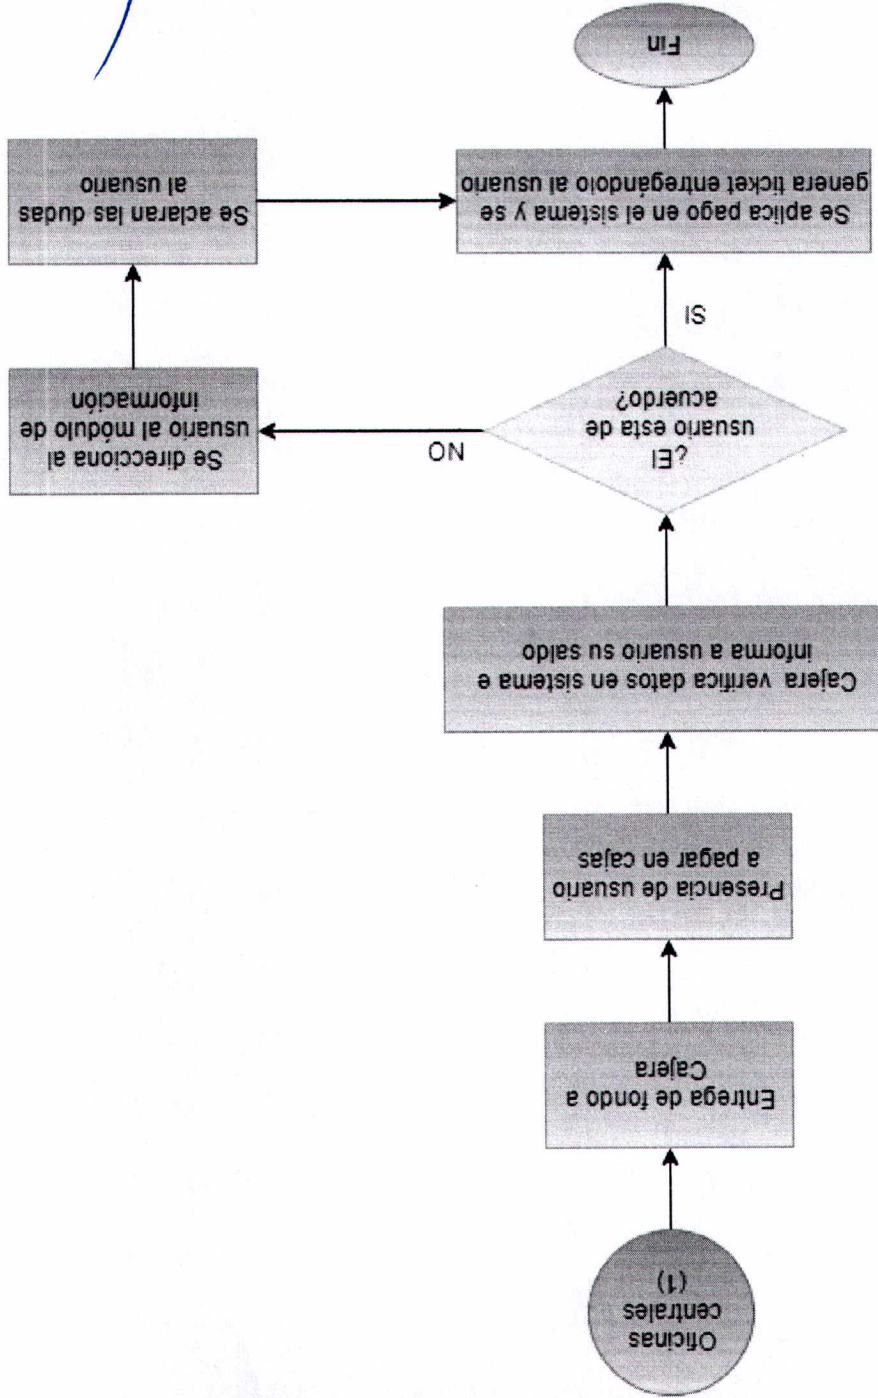 Oficinas
centrales
(1)
Entrega de fondo a
Cajera
Presencia de usuario
a pagar en cajas
Cajera verifica datos en sistema e
informa a usuario su saldo
¿El
usuario esta de
acuerdo?
NO
SI
Se direcciona al
usuario al módulo de
información
Se aclaran las dudas
al usuario
Se aplica pago en el sistema y se
genera ticket entregándolo al usuario
Fin